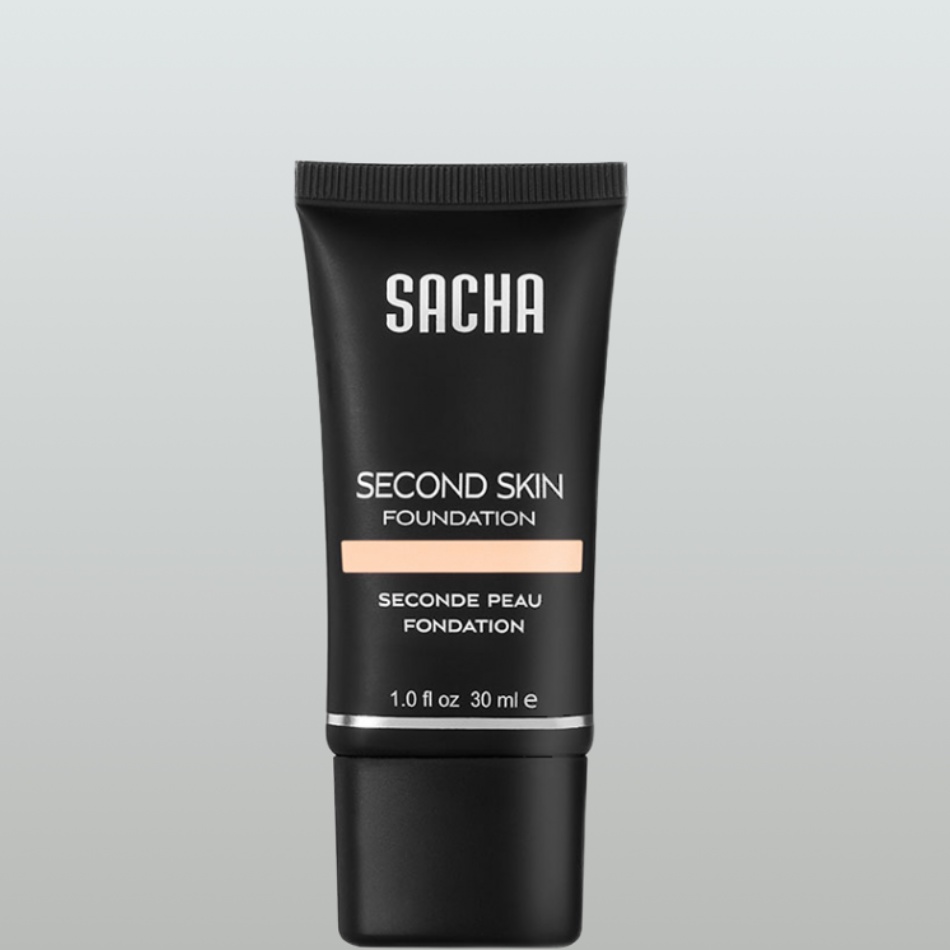 SACHA
SECOND SKIN
FOUNDATION
SECONDE PEAU
FONDATION
1.0 fl oz 30 ml e